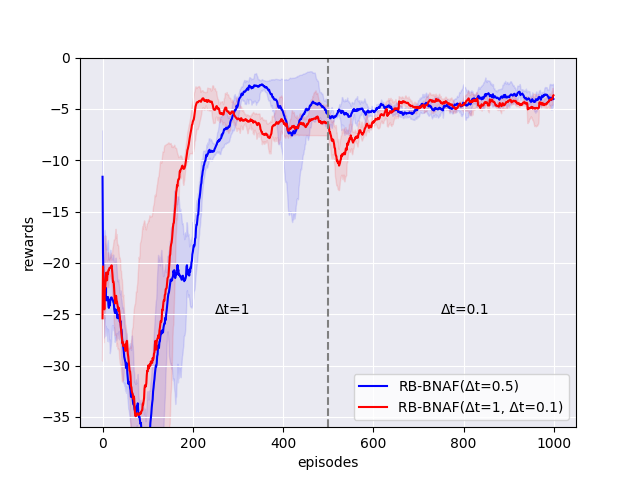 0
−5
−10
−15
−20
−25
−30
−35
rewards
Δt=1
Δt=0.1
RB-BNAF(Δt=0.5)
RB-BNAF(Δt=1, Δt=0.1)
0
200
400
600
800
1000
episodes